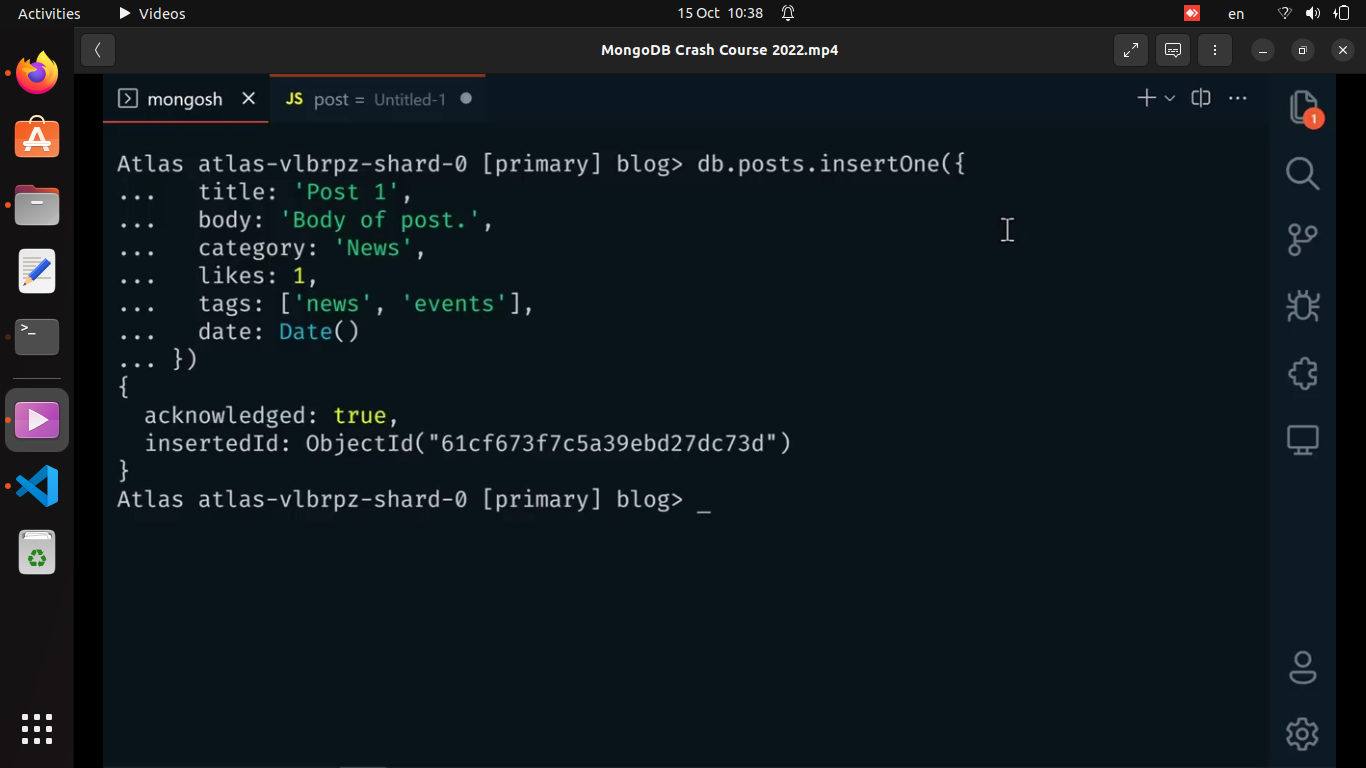 Activities Videos 15 Oct 10:38 en
MongoDB Crash Course 2022.mp4
mongosh JS post = Untitled-1
1
Atlas atlas-vlbrpz-shard-0 [primary] blog> db.posts.insertOne({
... title: 'Post 1',
... body: 'Body of post.',
... category: 'News',
... likes: 1,
... tags: ['news', 'events'],
... date: Date()
... })
{
acknowledged: true,
insertedId: ObjectId("61cf673f7c5a39ebd27dc73d")
}
Atlas atlas-vlbrpz-shard-0 [primary] blog> _